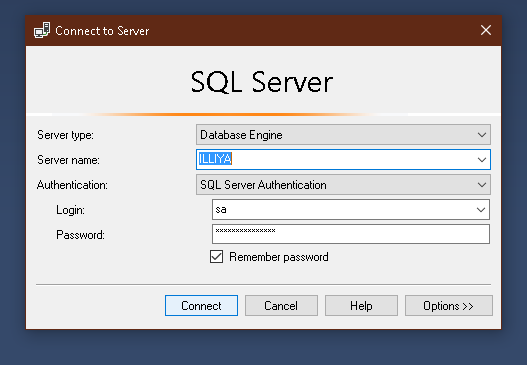 Connect to Server
SQL Server
Server type: Database Engine
Server name: ILLIYA
Authentication: SQL Server Authentication
Login: sa
Password: ***************
Remember password
Connect Cancel Help Options >>